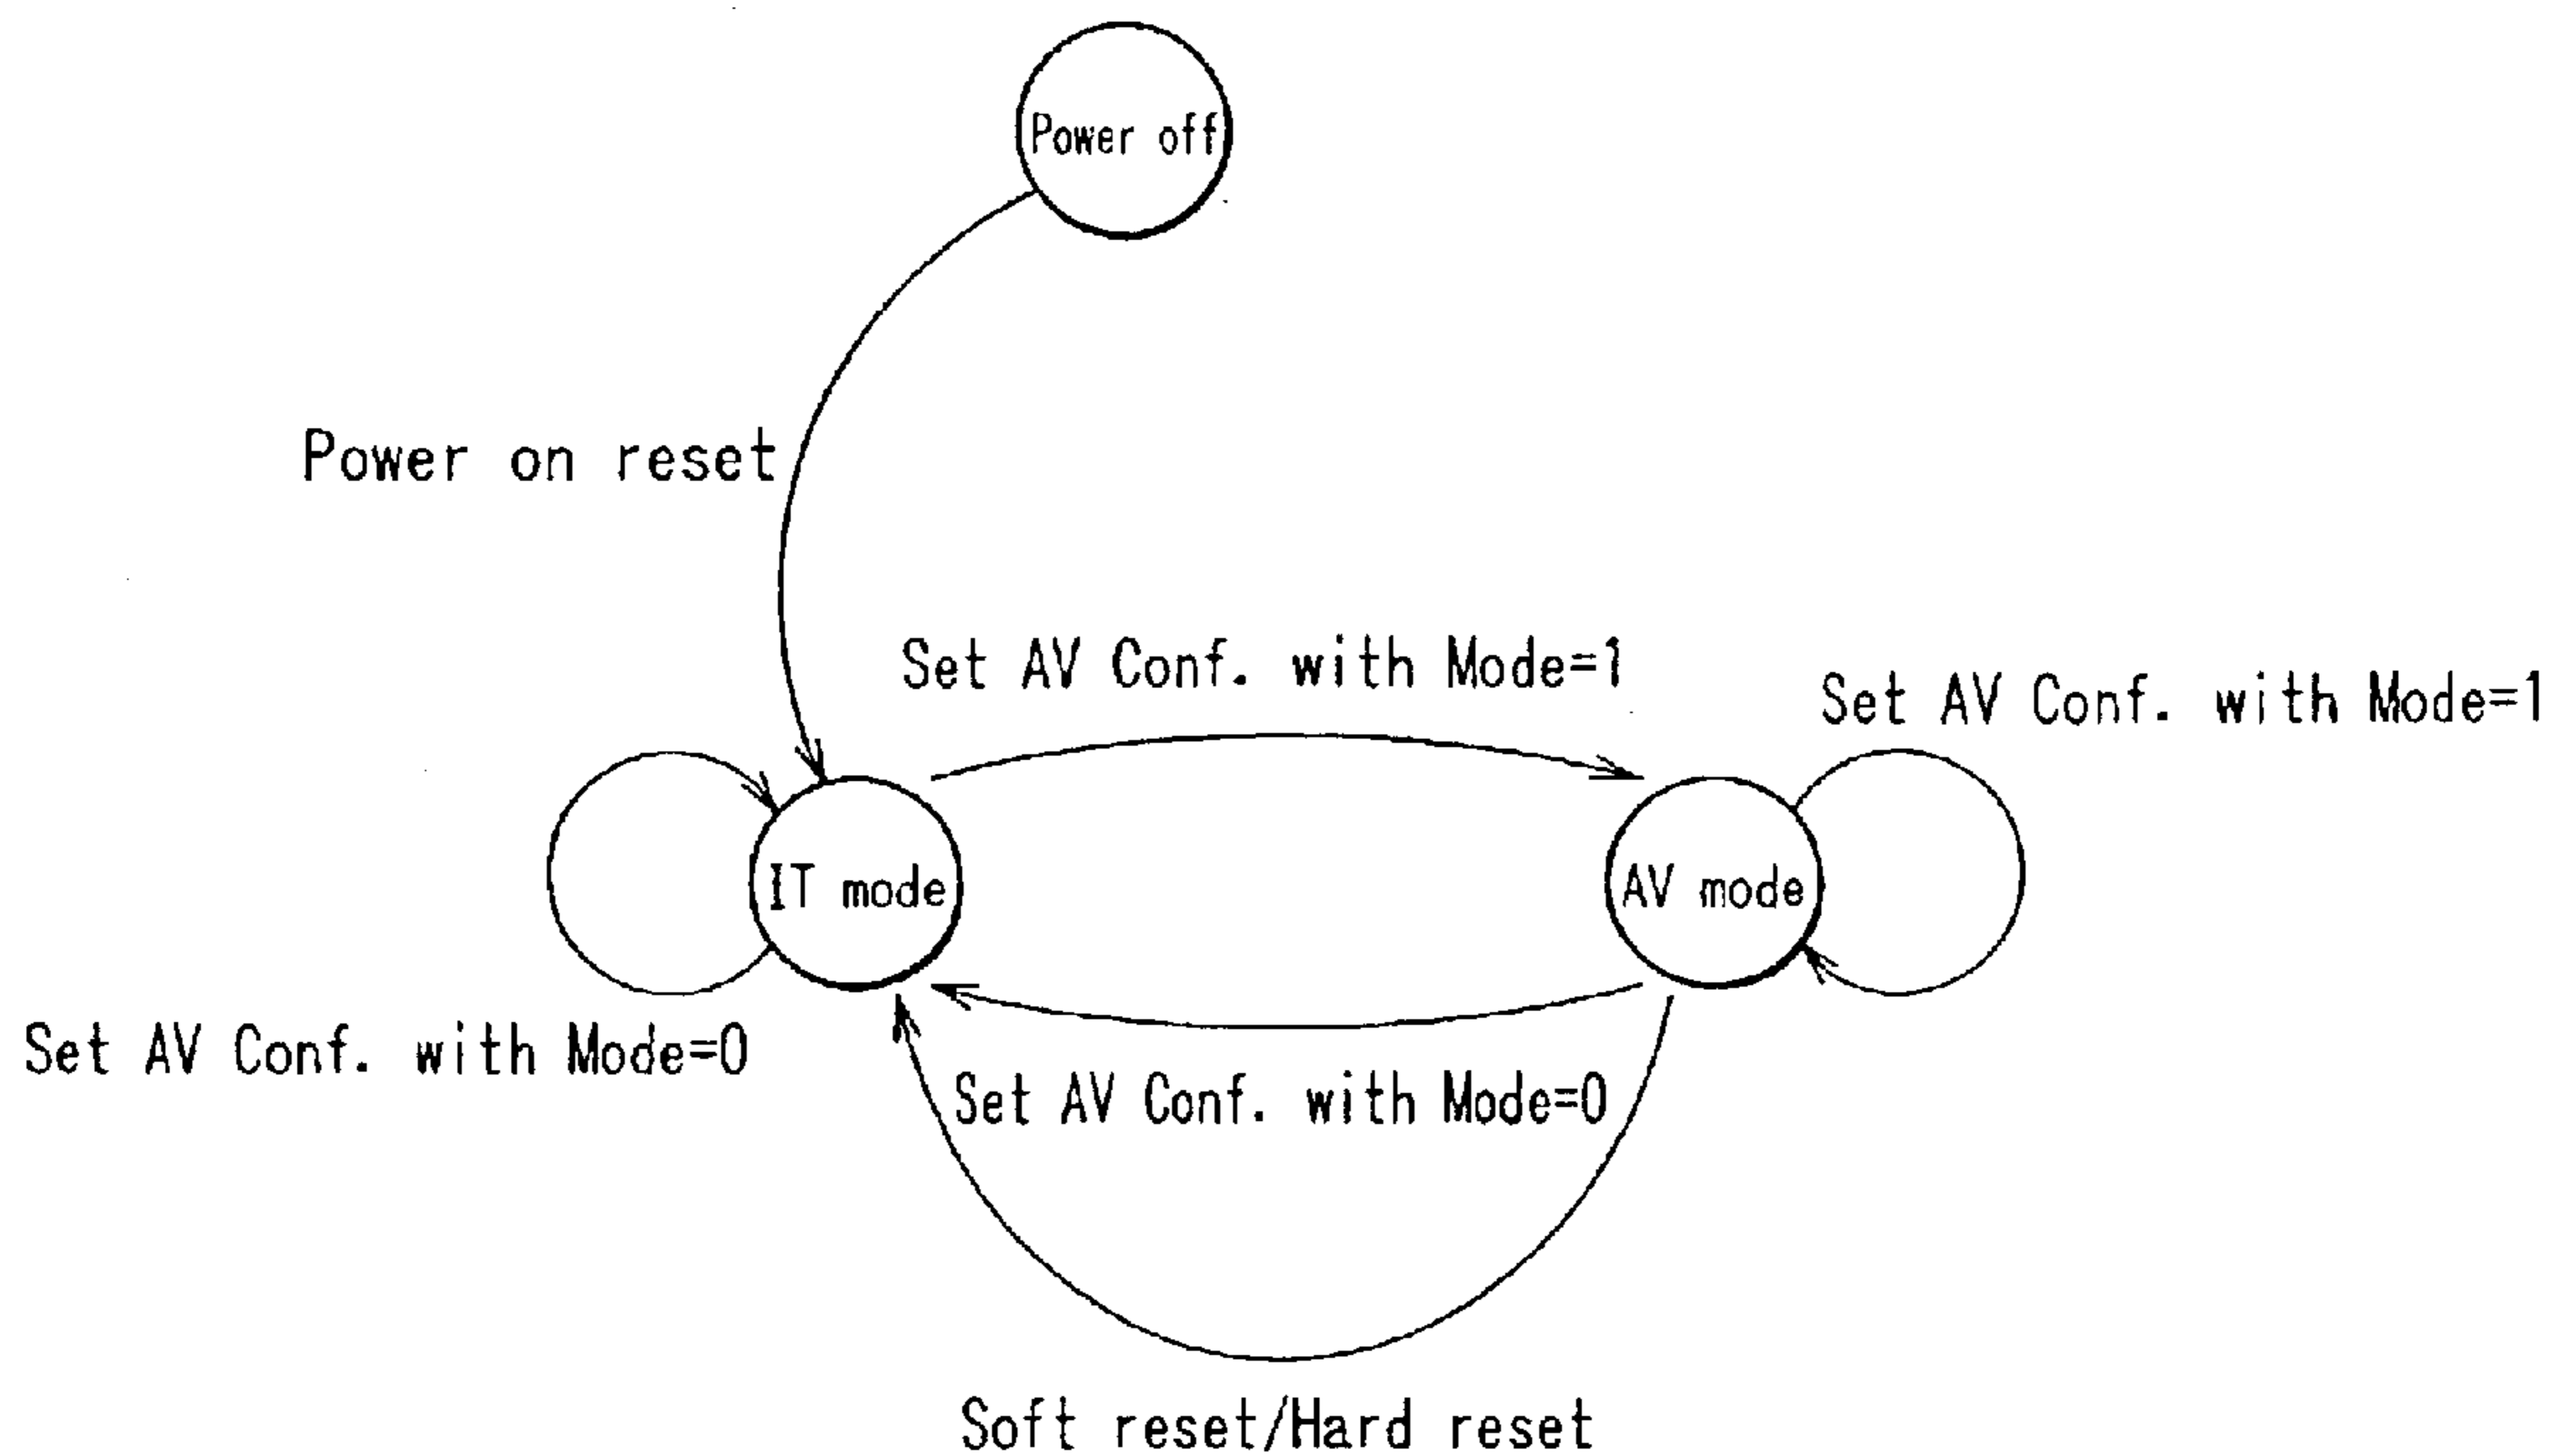 Power off
Power on reset
Set AV Conf. with Mode=1
Set AV Conf. with Mode=1
IT mode
AV mode
Set AV Conf. with Mode=0
Set AV Conf. with Mode=0
Soft reset/Hard reset